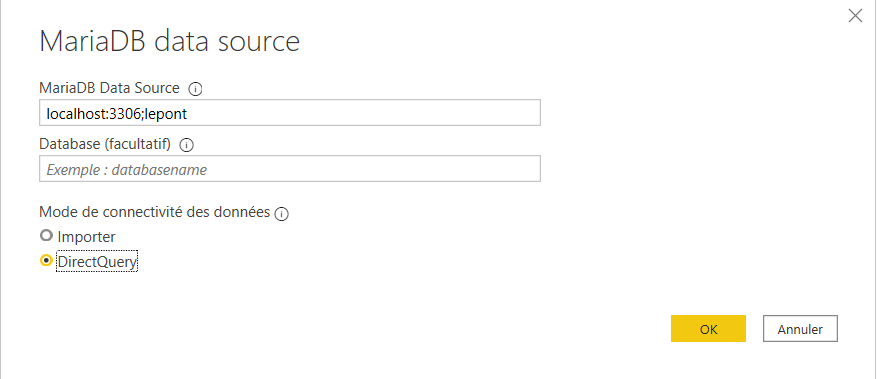 MariaDB data source
MariaDB Data Source
localhost:3306;lepont
Database (facultatif)
Exemple : databasename
Mode de connectivité des données
Importer
DirectQuery
OK
Annuler